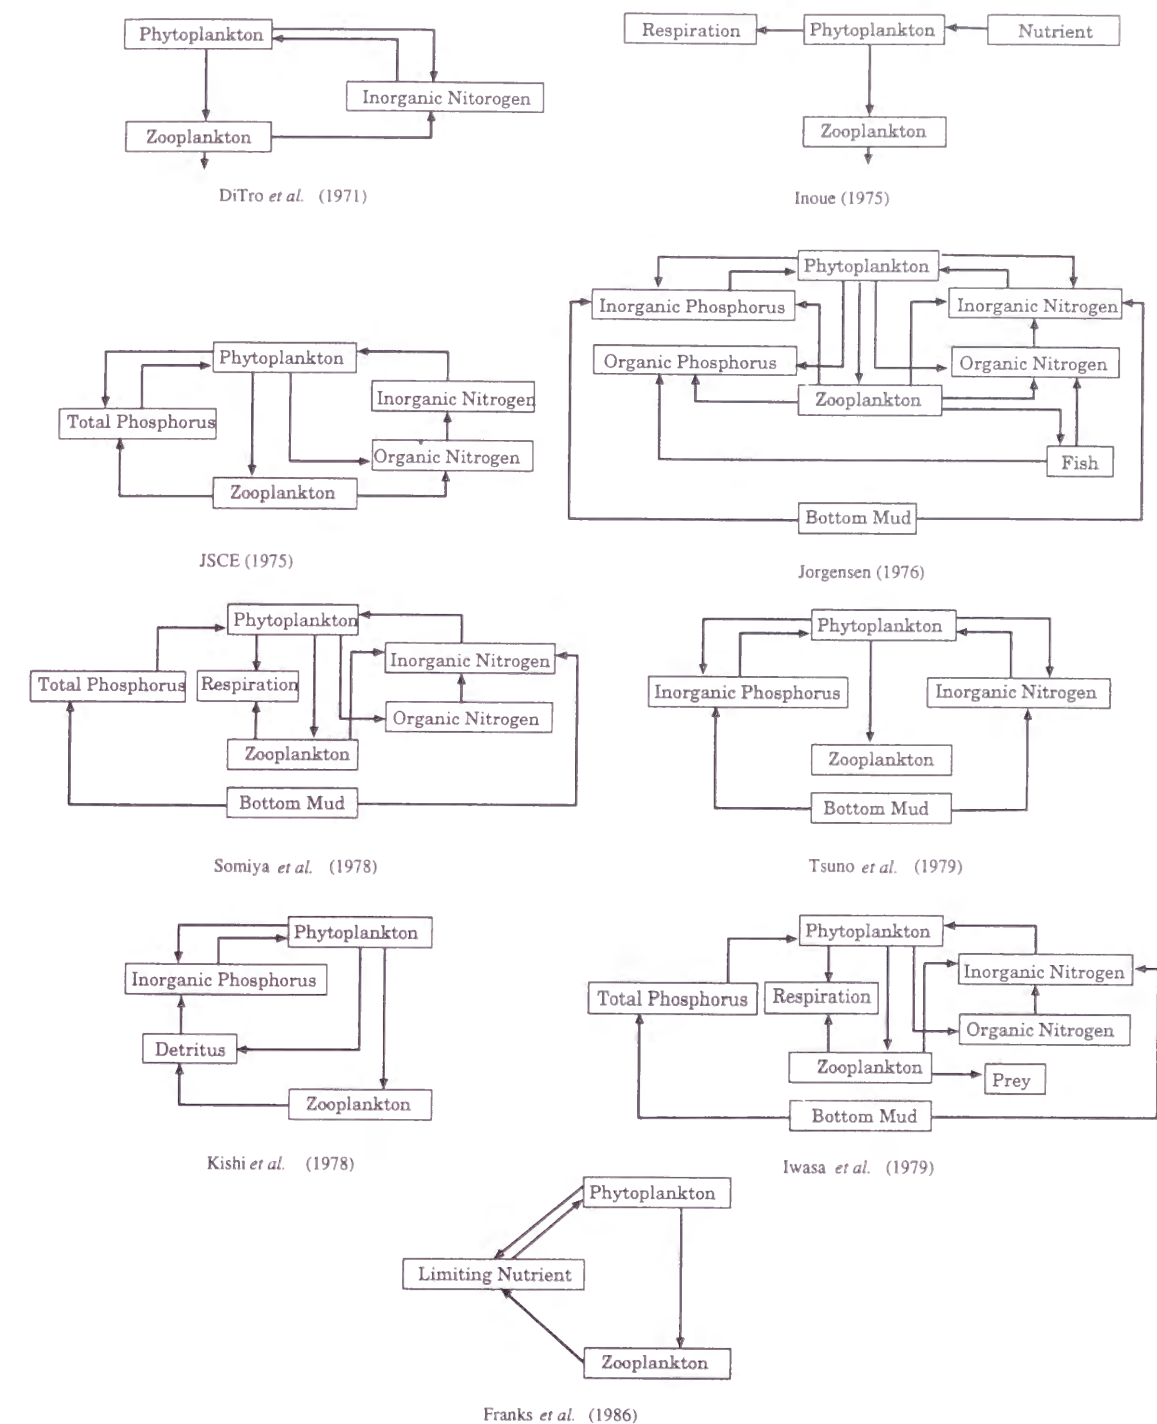 Phytoplankton
Inorganic Nitorogen
Zooplankton
DiTro et al. (1971)
Respiration
Phytoplankton
Nutrient
Zooplankton
Inoue (1975)
Phytoplankton
Total Phosphorus
Inorganic Nitrogen
Organic Nitrogen
Zooplankton
JSCE (1975)
Phytoplankton
Inorganic Phosphorus
Inorganic Nitrogen
Organic Phosphorus
Organic Nitrogen
Zooplankton
Fish
Bottom Mud
Jorgensen (1976)
Phytoplankton
Total Phosphorus
Respiration
Inorganic Nitrogen
Organic Nitrogen
Zooplankton
Bottom Mud
Somiya et al. (1978)
Phytoplankton
Inorganic Phosphorus
Inorganic Nitrogen
Zooplankton
Bottom Mud
Tsuno et al. (1979)
Phytoplankton
Inorganic Phosphorus
Detritus
Zooplankton
Kishi et al. (1978)
Phytoplankton
Total Phosphorus
Respiration
Inorganic Nitrogen
Organic Nitrogen
Zooplankton
Prey
Bottom Mud
Iwasa et al. (1979)
Phytoplankton
Limiting Nutrient
Zooplankton
Franks et al. (1986)